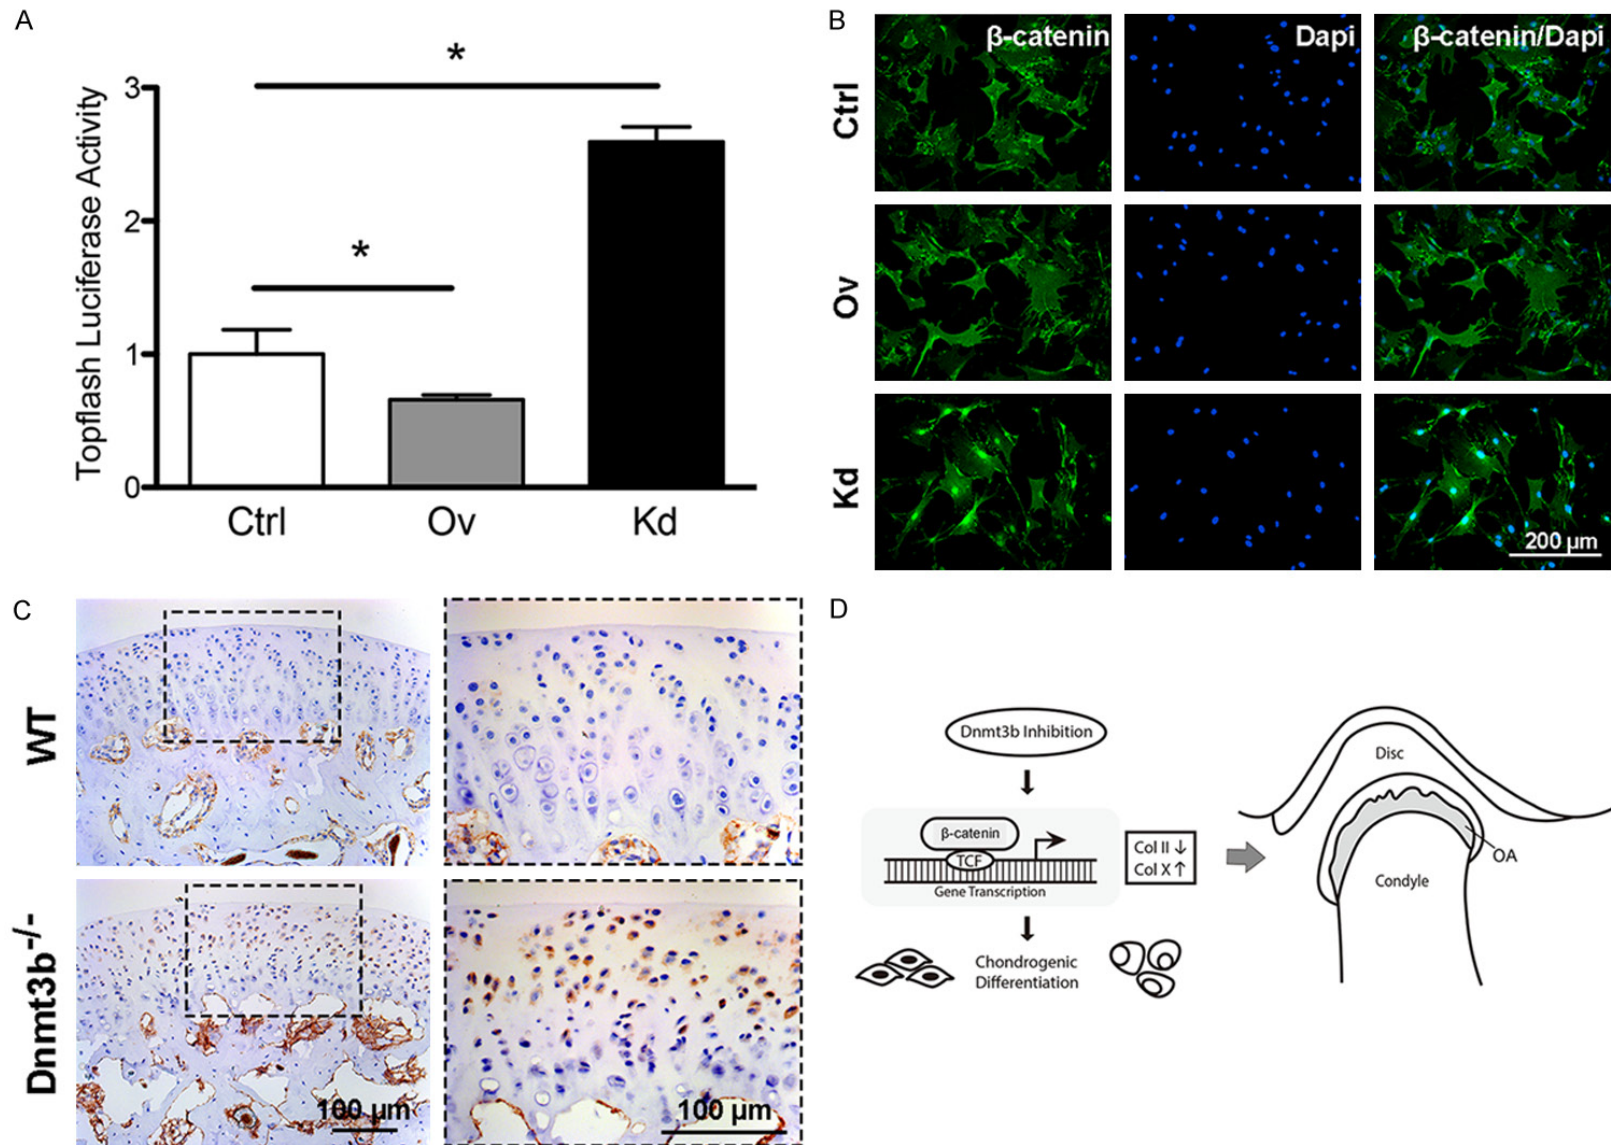 A
*
*
3
2
1
0
Topflash Luciferase Activity
Ctrl
Ov
Kd
B
β-catenin
Dapi
β-catenin/Dapi
Ctrl
Ov
Kd
200 μm
C
WT
Dnmt3b-/-
100 μm
100 μm
D
Dnmt3b Inhibition
β-catenin
TCF
Gene Transcription
Col II ↓
Col X ↑
Chondrogenic
Differentiation
Disc
OA
Condyle